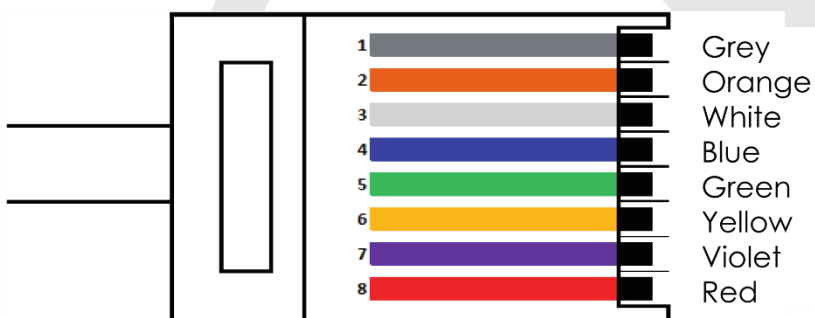 1 Grey
2 Orange
3 White
4 Blue
5 Green
6 Yellow
7 Violet
8 Red